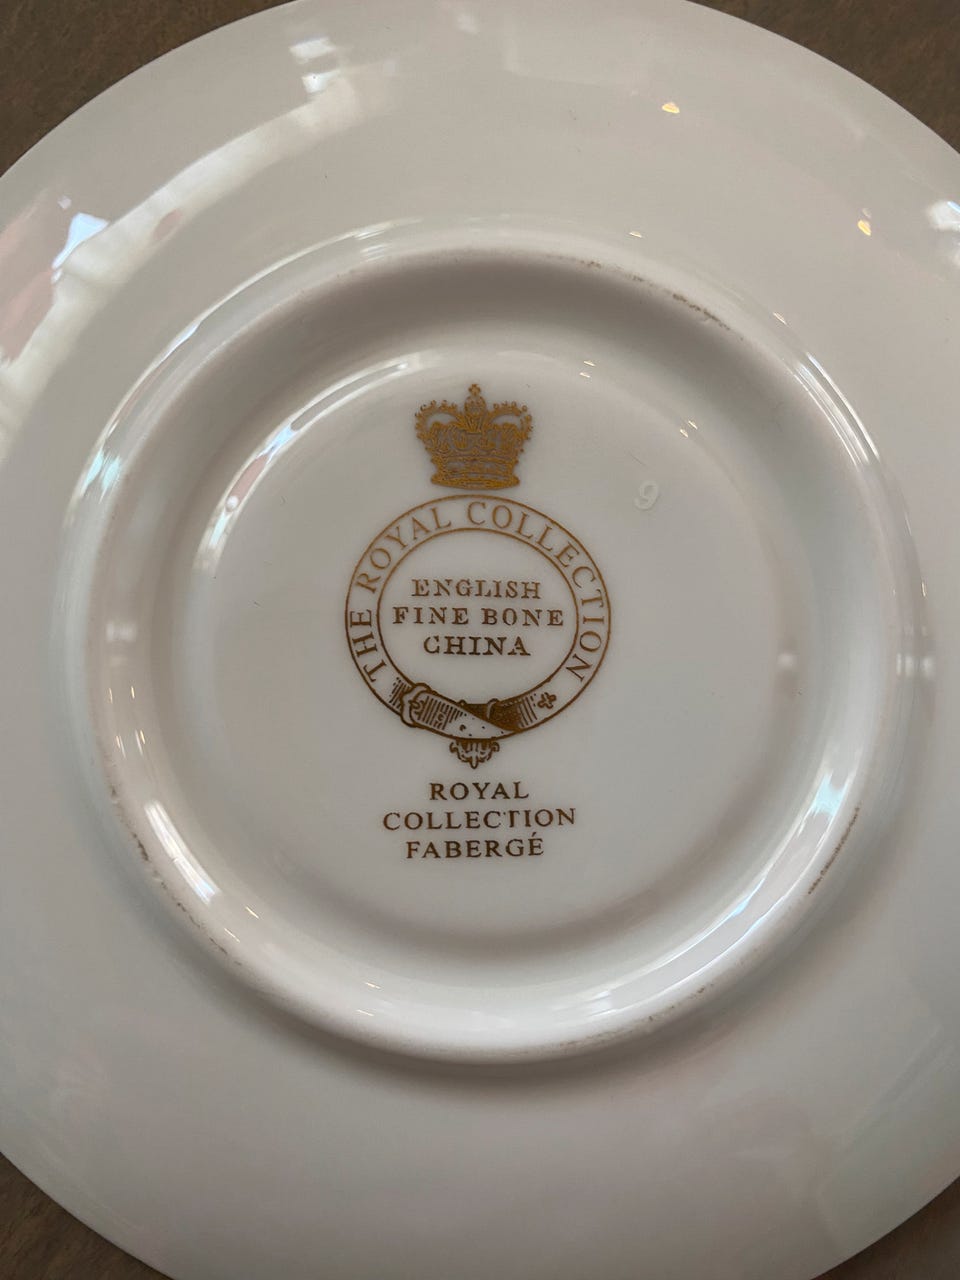 THE ROYAL COLLECTION
ENGLISH
FINE BONE
CHINA
ROYAL
COLLECTION
FABERGÉ
9